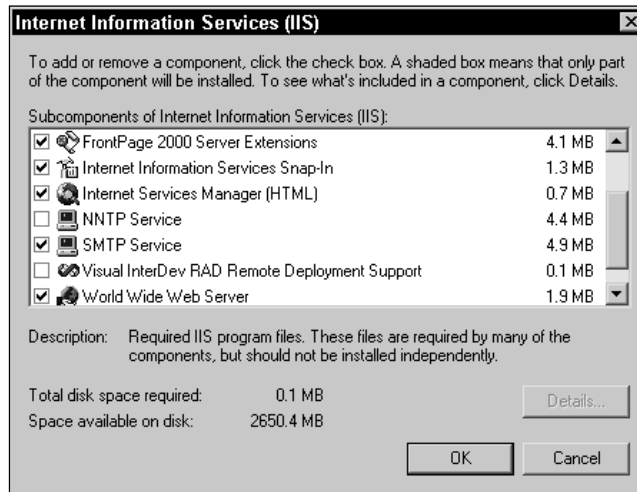 Internet Information Services (IIS)
To add or remove a component, click the check box. A shaded box means that only part
of the component will be installed. To see what's included in a component, click Details.
Subcomponents of Internet Information Services (IIS):
FrontPage 2000 Server Extensions 4.1 MB
Internet Information Services Snap-In 1.3 MB
Internet Services Manager (HTML) 0.7 MB
NNTP Service 4.4 MB
SMTP Service 4.9 MB
Visual InterDev RAD Remote Deployment Support 0.1 MB
World Wide Web Server 1.9 MB
Description: Required IIS program files. These files are required by many of the
components, but should not be installed independently.
Total disk space required: 0.1 MB
Space available on disk: 2650.4 MB
Details...
OK Cancel